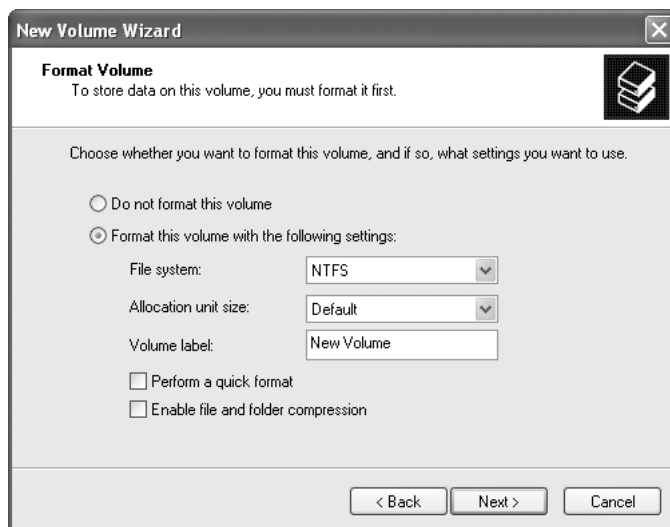 New Volume Wizard
Format Volume
To store data on this volume, you must format it first.
Choose whether you want to format this volume, and if so, what settings you want to use.
Do not format this volume
Format this volume with the following settings:
File system: NTFS
Allocation unit size: Default
Volume label: New Volume
Perform a quick format
Enable file and folder compression
< Back Next > Cancel